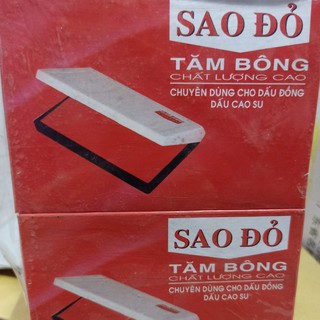 SAO ĐỎ
TĂM BÔNG
CHẤT LƯỢNG CAO
CHUYÊN DÙNG CHO DẤU ĐỒNG
DẤU CAO SU
SAO ĐỎ
TĂM BÔNG
CHẤT LƯỢNG CAO
CHUYÊN DÙNG CHO DẤU ĐỒNG
DẤU CAO SU